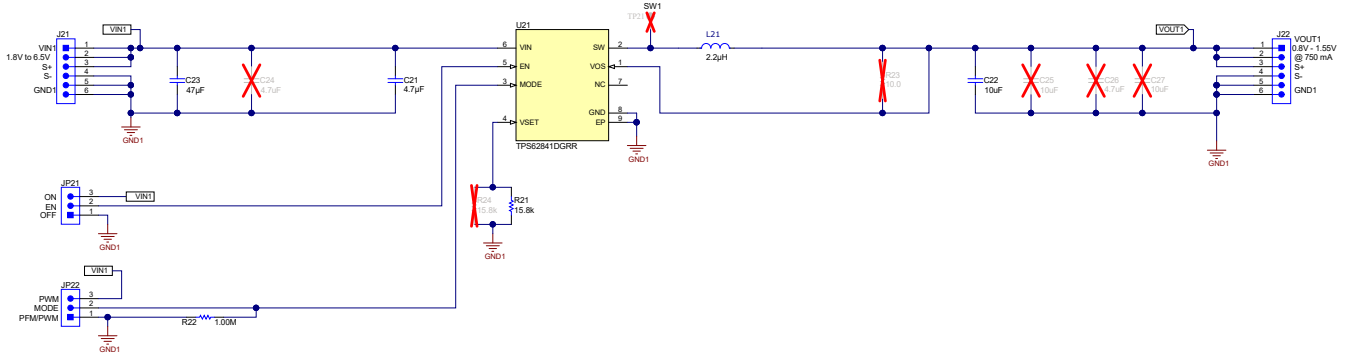 J21
VIN1
VIN1
1.8V to 6.5V
S+
S-
GND1
1
2
3
4
5
6
GND1
C23
47µF
C24
4.7uF
C21
4.7µF
U21
6 VIN
5 EN
3 MODE
4 VSET
SW 2
VOS 1
NC 7
GND 8
EP 9
TPS62841DGRR
GND1
SW1
L21
2.2µH
R23
10.0
C22
10uF
C25
10uF
C26
4.7uF
C27
10uF
VOUT1
J22
VOUT1
0.8V - 1.55V
@ 750 mA
S+
S-
GND1
1
2
3
4
5
6
GND1
JP21
ON 3
EN 2
OFF 1
VIN1
GND1
R24
15.8k
R21
15.8k
GND1
VIN1
JP22
PWM 3
MODE 2
PFM/PWM 1
R22 1.00M
GND1